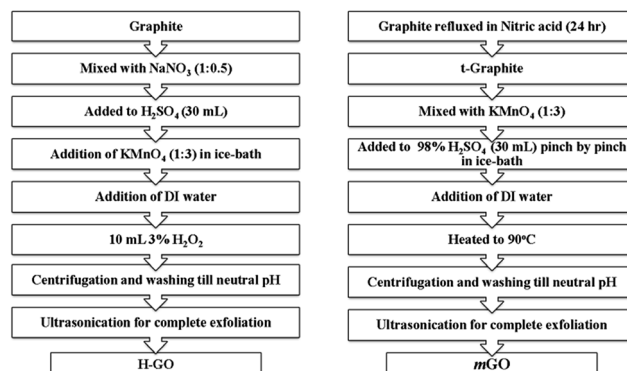 Graphite
Mixed with NaNO₃ (1:0.5)
Added to H₂SO₄ (30 mL)
Addition of KMnO₄ (1:3) in ice-bath
Addition of DI water
10 mL 3% H₂O₂
Centrifugation and washing till neutral pH
Ultrasonication for complete exfoliation
H-GO
Graphite refluxed in Nitric acid (24 hr)
t-Graphite
Mixed with KMnO₄ (1:3)
Added to 98% H₂SO₄ (30 mL) pinch by pinch
in ice-bath
Addition of DI water
Heated to 90°C
Centrifugation and washing till neutral pH
Ultrasonication for complete exfoliation
mGO